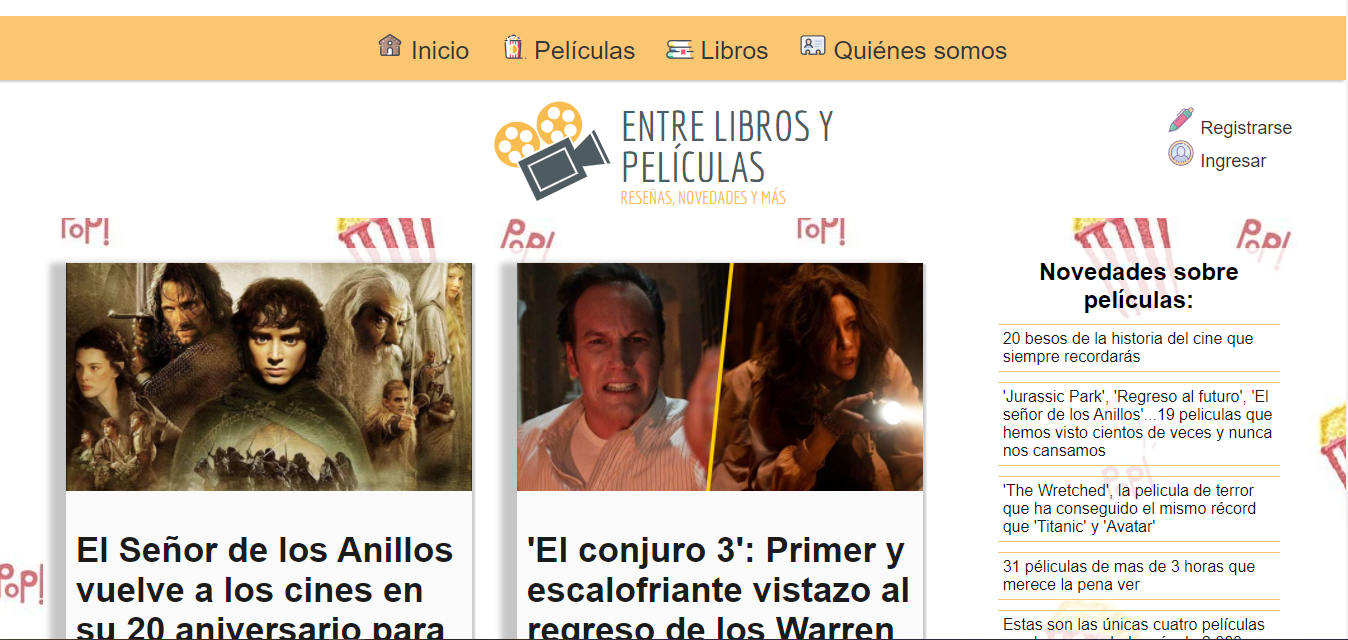 Inicio Películas Libros Quiénes somos
ENTRE LIBROS Y
PELÍCULAS
RESEÑAS, NOVEDADES Y MÁS
Registrarse
Ingresar
POP!
POP!
POP!
POP!
El Señor de los Anillos
vuelve a los cines en
su 20 aniversario para
'El conjuro 3': Primer y
escalofriante vistazo al
regreso de los Warren
Novedades sobre
películas:
20 besos de la historia del cine que
siempre recordarás
'Jurassic Park', 'Regreso al futuro', 'El
señor de los Anillos'...19 peliculas que
hemos visto cientos de veces y nunca
nos cansamos
'The Wretched', la pelicula de terror
que ha conseguido el mismo récord
que 'Titanic' y 'Avatar'
31 péliculas de mas de 3 horas que
merece la pena ver
Estas son las únicas cuatro películas
POP!
POP!